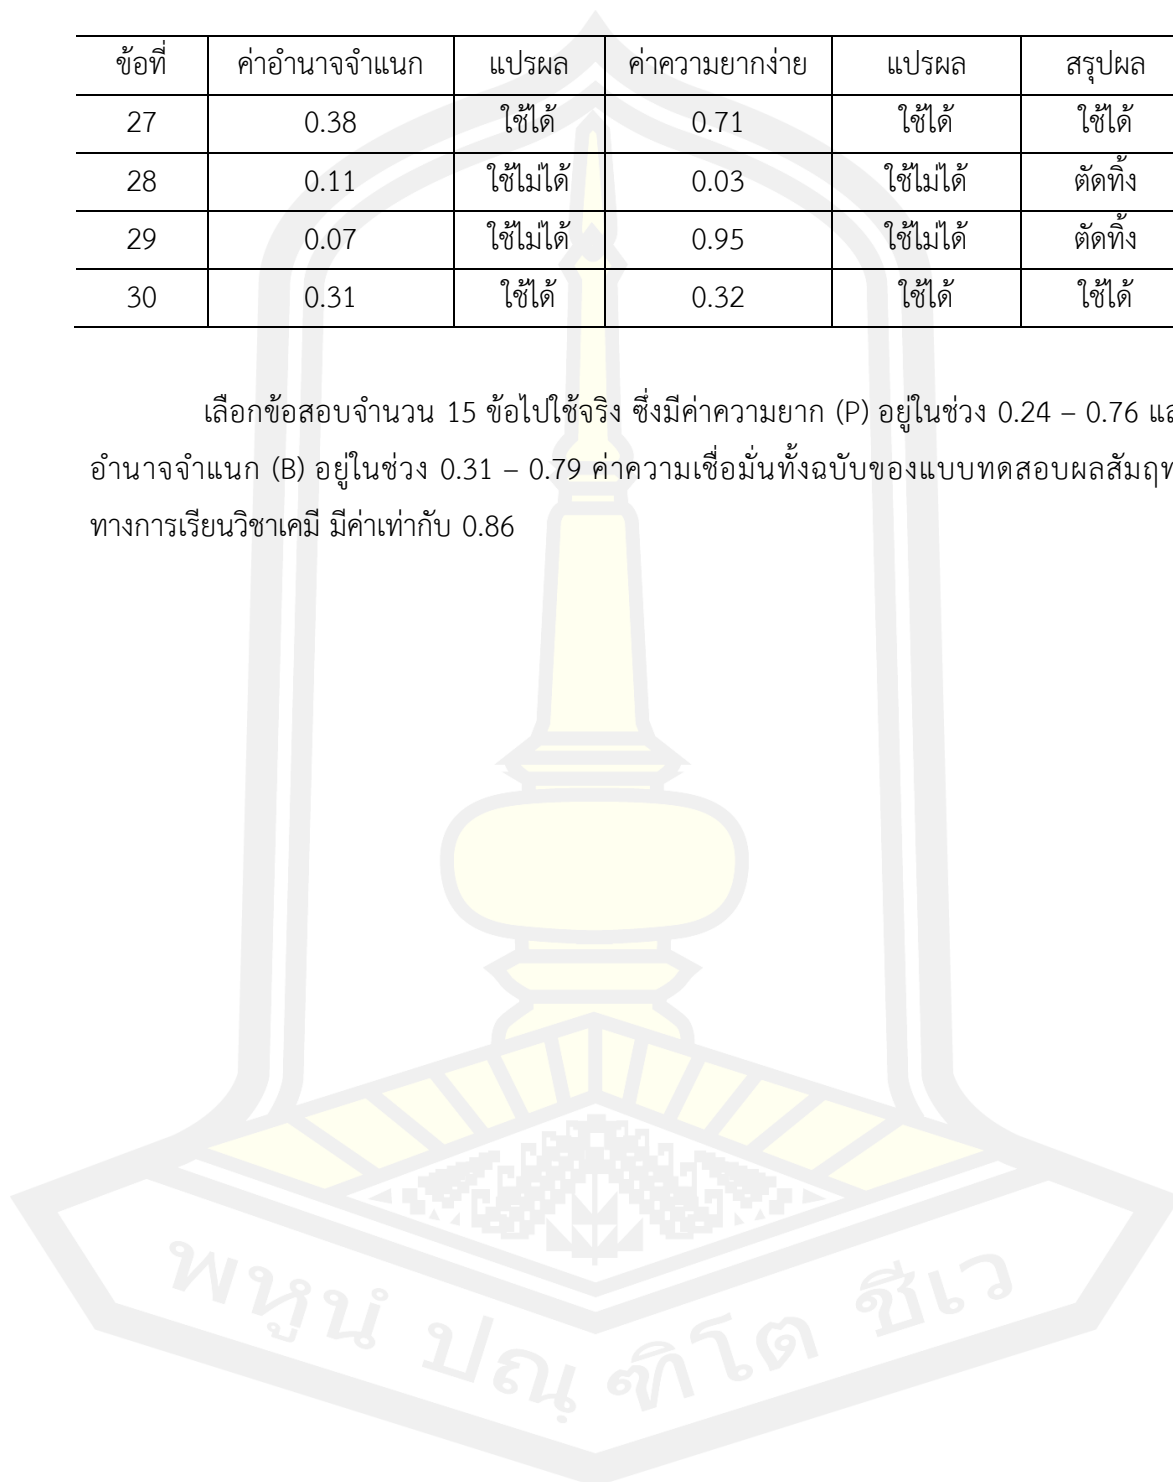 ข้อที่ ค่าอำนาจจำแนก แปรผล ค่าความยากง่าย แปรผล สรุปผล
27 0.38 ใช้ได้ 0.71 ใช้ได้ ใช้ได้
28 0.11 ใช้ไม่ได้ 0.03 ใช้ไม่ได้ ตัดทิ้ง
29 0.07 ใช้ไม่ได้ 0.95 ใช้ไม่ได้ ตัดทิ้ง
30 0.31 ใช้ได้ 0.32 ใช้ได้ ใช้ได้
เลือกข้อสอบจำนวน 15 ข้อไปใช้จริง ซึ่งมีค่าความยาก (P) อยู่ในช่วง 0.24 – 0.76
อำนาจจำแนก (B) อยู่ในช่วง 0.31 – 0.79 ค่าความเชื่อมั่นทั้งฉบับของแบบทดสอบ
ทางการเรียนวิชาเคมี มีค่าเท่ากับ 0.86
พหูนํ ปณฺฑิโต ชีเว